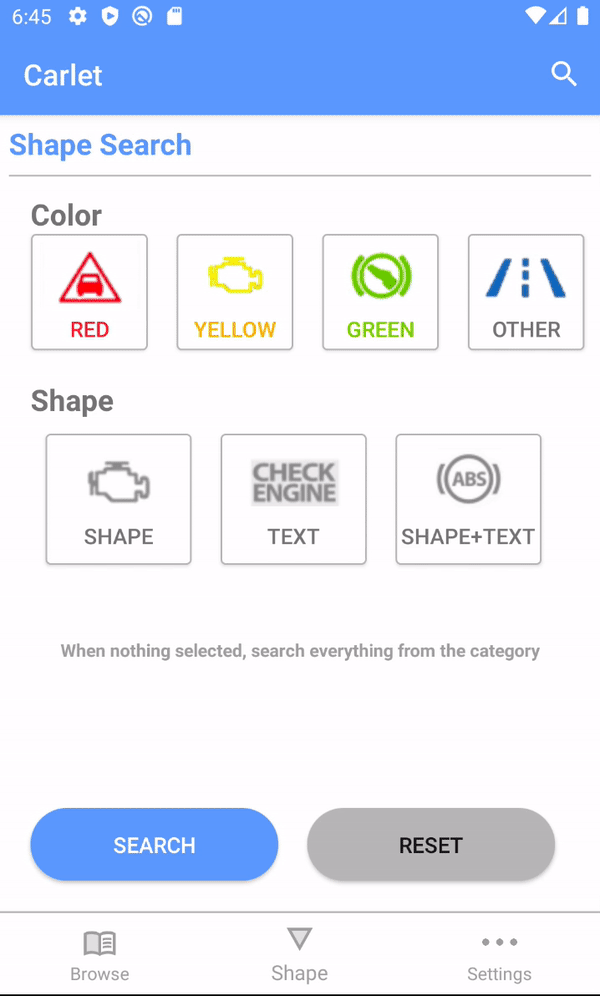 6:45
Carlet
Shape Search
Color
RED
YELLOW
GREEN
OTHER
Shape
CHECK
ENGINE
ABS
SHAPE
TEXT
SHAPE+TEXT
When nothing selected, search everything from the category
SEARCH
RESET
Browse
Shape
Settings